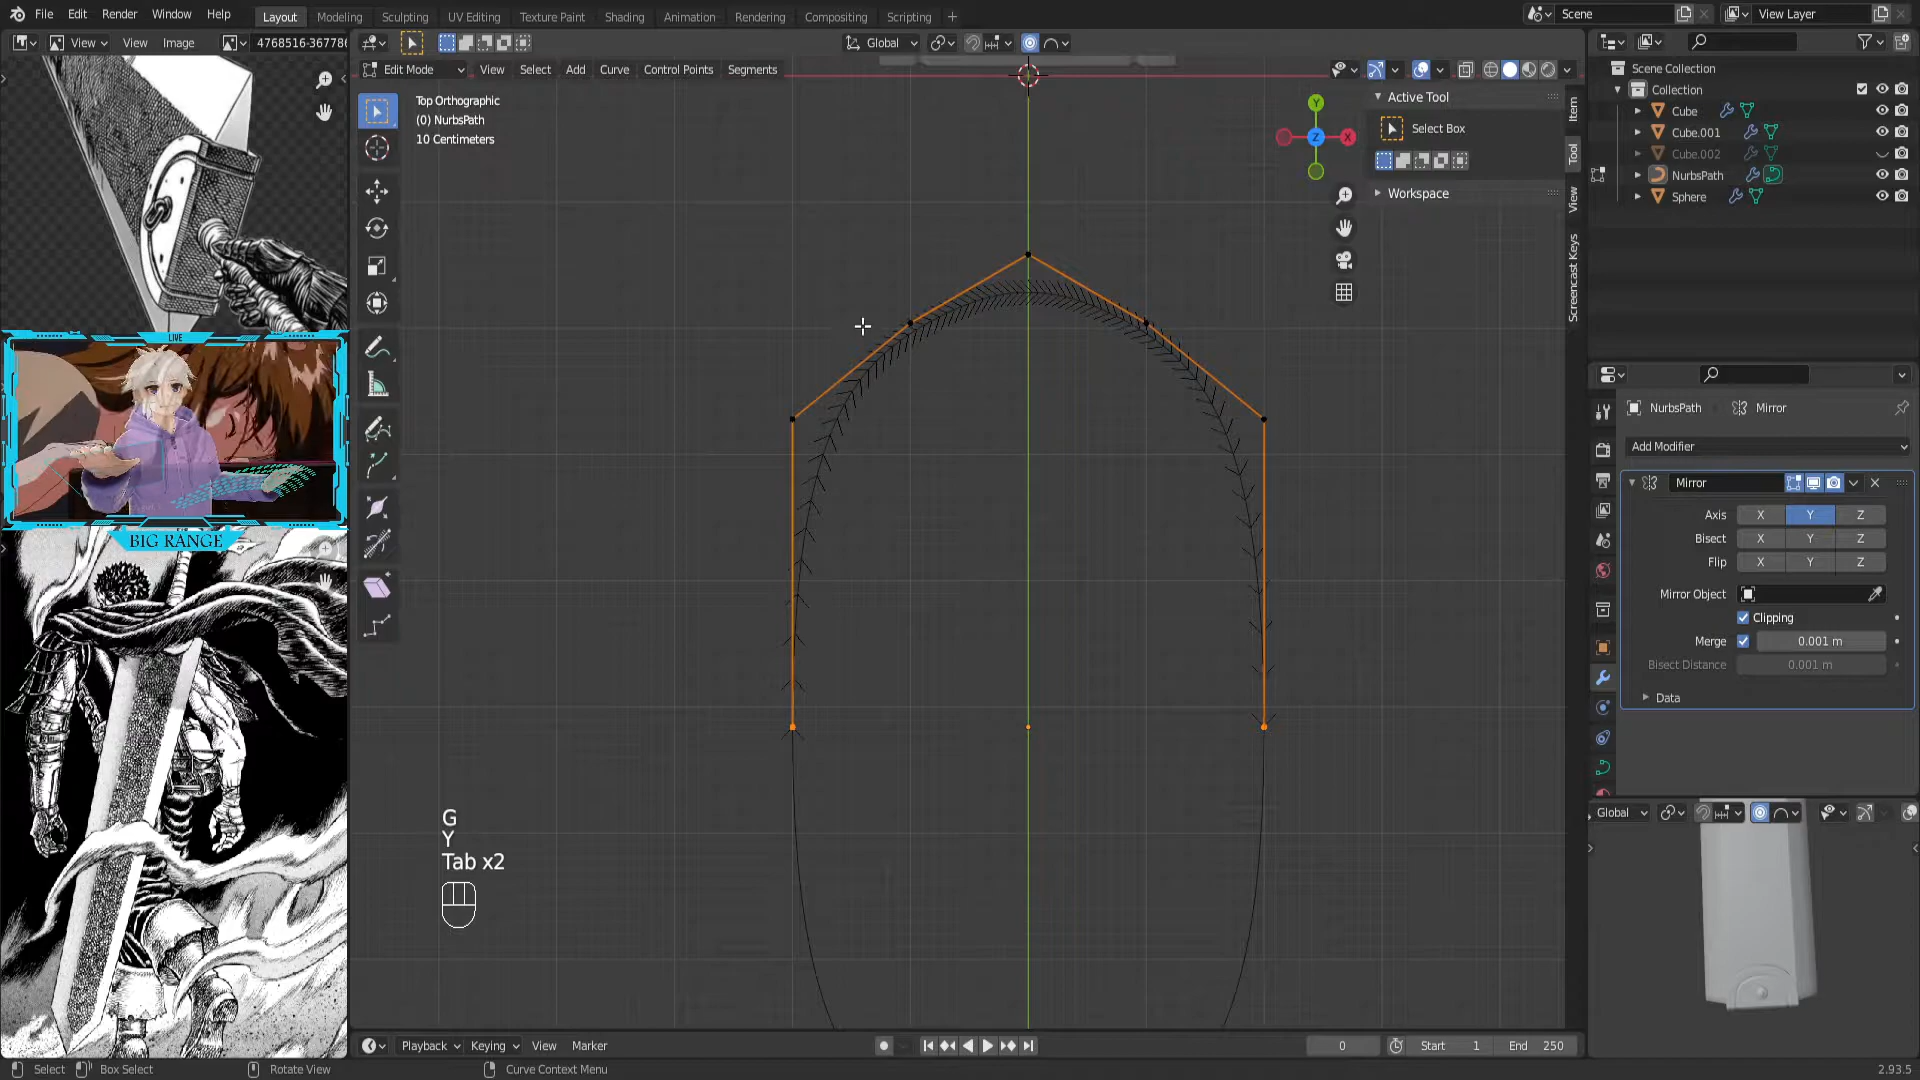 File Edit Render Window Help
Layout Modeling Sculpting UV Editing Texture Paint Shading Animation Rendering Compositing Scripting +
Scene
View Layer
View View Image 4768516-367786
Global
Edit Mode View Select Add Curve Control Points Segments
Top Orthographic
(0) NurbsPath
10 Centimeters
Y
Z
X
Active Tool
Select Box
Workspace
Item
Tool
View
Screencast Keys
Scene Collection
Collection
Cube
Cube.001
Cube.002
NurbsPath
Sphere
NurbsPath Mirror
Add Modifier
Mirror
Axis X Y Z
Bisect X Y Z
Flip X Y Z
Mirror Object
Clipping
Merge 0.001 m
Bisect Distance 0.001 m
Data
Global
LIVE
BIG RANGE
G
Y
Tab x2
Playback Keying View Marker
0 Start 1 End 250
Select Box Select Rotate View Curve Context Menu
2.93.5